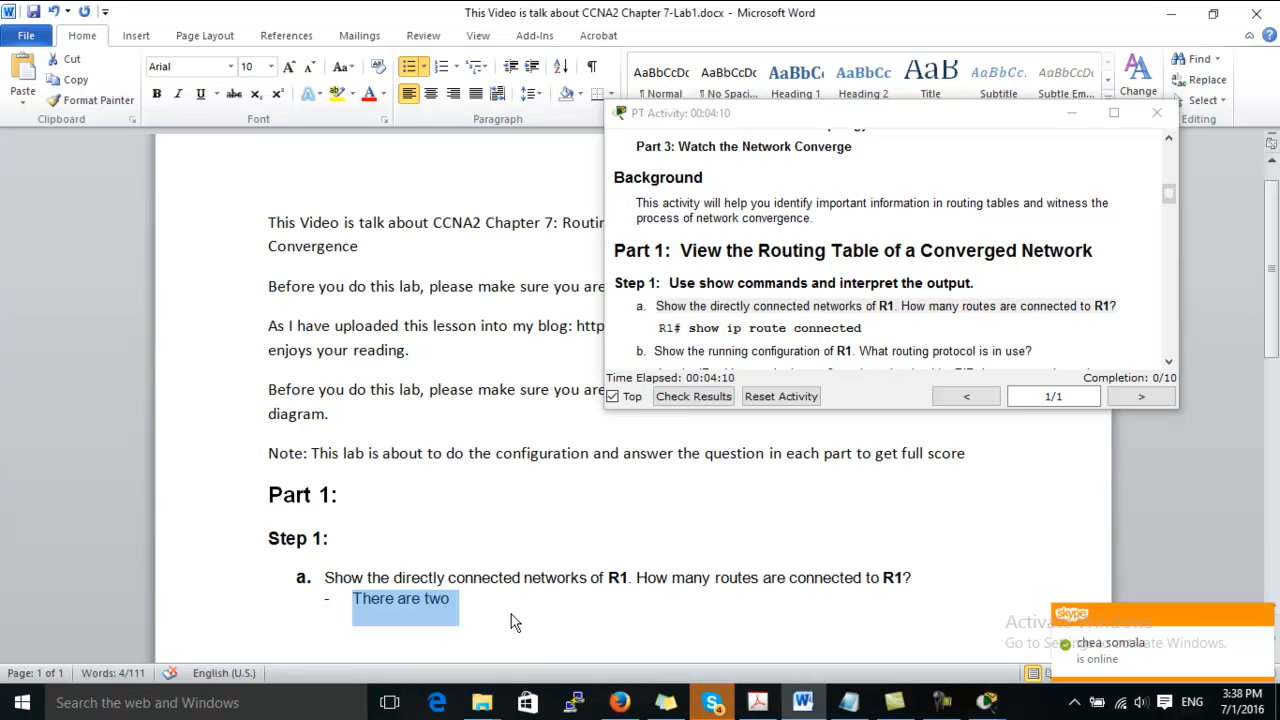 This Video is talk about CCNA2 Chapter 7-Lab1.docx - Microsoft Word
File Home Insert Page Layout References Mailings Review View Add-Ins Acrobat
Paste
Cut
Copy
Format Painter
Clipboard
Arial 10
Font
Paragraph
AaBbCcDc AaBbCcDc AaBbCc AaBbCc AaB AaBbCc AaBbCcDc
¶ Normal ¶ No Spaci... Heading 1 Heading 2 Title Subtitle Subtle Em...
Change
Find
Replace
Select
Editing
PT Activity: 00:04:10
Part 3: Watch the Network Converge
Background
This activity will help you identify important information in routing tables and witness the
process of network convergence.
Part 1: View the Routing Table of a Converged Network
Step 1: Use show commands and interpret the output.
a. Show the directly connected networks of R1. How many routes are connected to R1?
R1# show ip route connected
b. Show the running configuration of R1. What routing protocol is in use?
Time Elapsed: 00:04:10 Completion: 0/10
Top Check Results Reset Activity < 1/1 >
This Video is talk about CCNA2 Chapter 7: Routin
Convergence
Before you do this lab, please make sure you are
As I have uploaded this lesson into my blog: http
enjoys your reading.
Before you do this lab, please make sure you are
diagram.
Note: This lab is about to do the configuration and answer the question in each part to get full score
Part 1:
Step 1:
a. Show the directly connected networks of R1. How many routes are connected to R1?
- There are two
Activate Windows
Go to Settings to activate Windows.
skype
chea somala
is online
Page: 1 of 1 Words: 4/111 English (U.S.)
Search the web and Windows
4
ENG
3:38 PM
7/1/2016